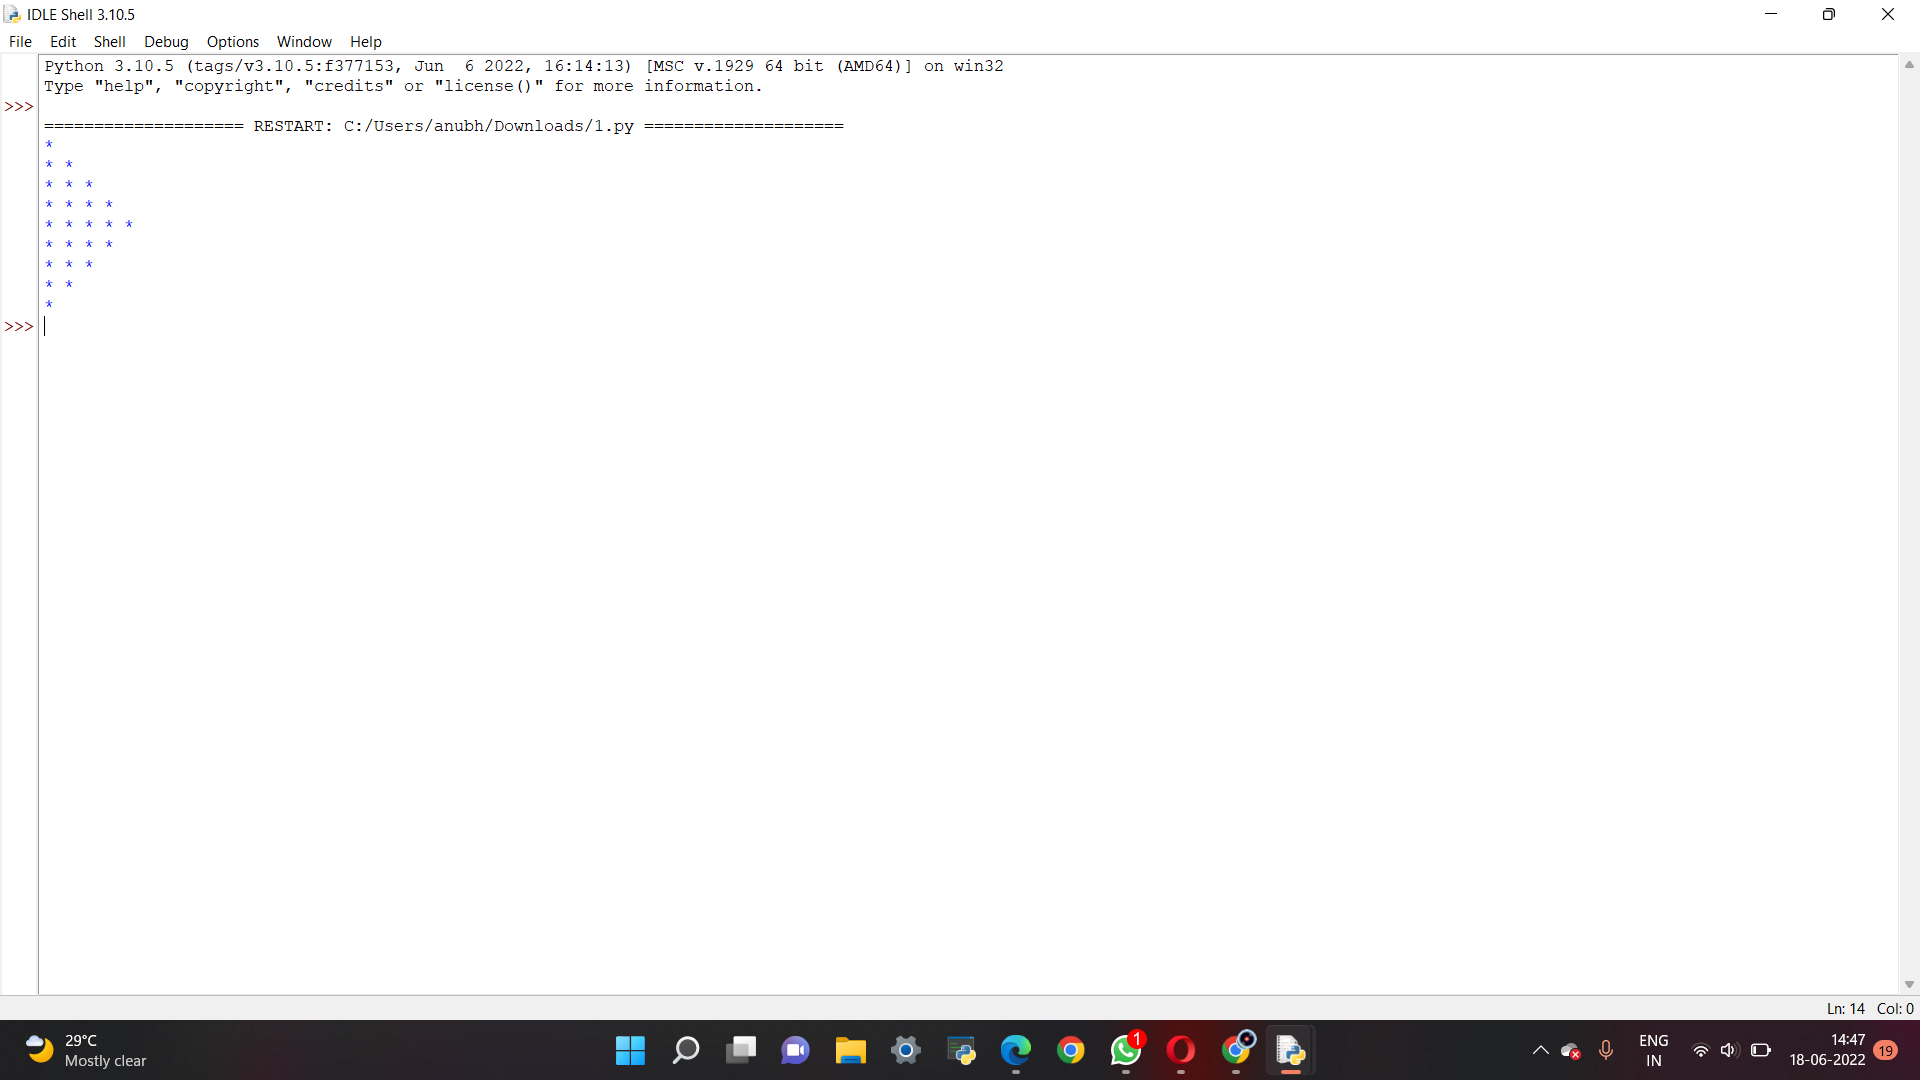 IDLE Shell 3.10.5
File Edit Shell Debug Options Window Help
Python 3.10.5 (tags/v3.10.5:f377153, Jun  6 2022, 16:14:13) [MSC v.1929 64 bit (AMD64)] on win32
Type "help", "copyright", "credits" or "license()" for more information.
>>>
==================== RESTART: C:/Users/anubh/Downloads/1.py ====================
*
* *
* * *
* * * *
* * * * *
* * * *
* * *
* *
*
>>>
Ln: 14 Col: 0
29°C
Mostly clear
1
ENG
IN
14:47
18-06-2022
19